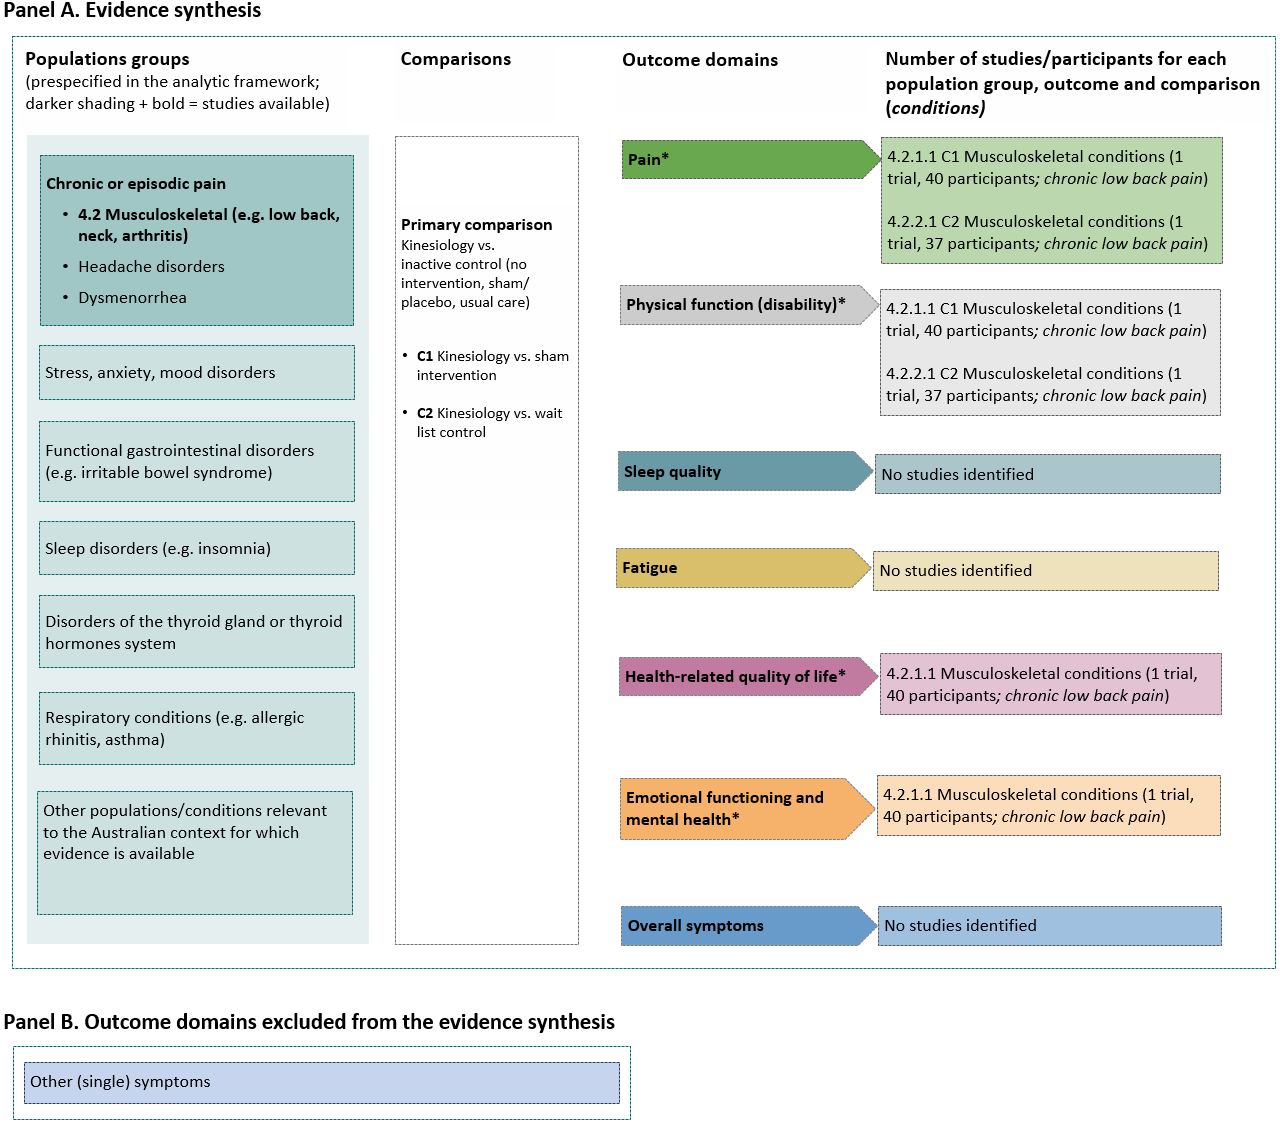 Panel A. Evidence synthesis
Populations groups
(prespecified in the analytic framework;
darker shading + bold = studies available)
Chronic or episodic pain
• 4.2 Musculoskeletal (e.g. low back,
neck, arthritis)
• Headache disorders
• Dysmenorrhea
Stress, anxiety, mood disorders
Functional gastrointestinal disorders
(e.g. irritable bowel syndrome)
Sleep disorders (e.g. insomnia)
Disorders of the thyroid gland or thyroid
hormones system
Respiratory conditions (e.g. allergic
rhinitis, asthma)
Other populations/conditions relevant
to the Australian context for which
evidence is available
Comparisons
Primary comparison
Kinesiology vs.
inactive control (no
intervention, sham/
placebo, usual care)
• C1 Kinesiology vs. sham
intervention
• C2 Kinesiology vs. wait
list control
Outcome domains
Number of studies/participants for each
population group, outcome and comparison
(conditions)
Pain*
4.2.1.1 C1 Musculoskeletal conditions (1
trial, 40 participants; chronic low back pain)
4.2.2.1 C2 Musculoskeletal conditions (1
trial, 37 participants; chronic low back pain)
Physical function (disability)*
4.2.1.1 C1 Musculoskeletal conditions (1
trial, 40 participants; chronic low back pain)
4.2.2.1 C2 Musculoskeletal conditions (1
trial, 37 participants; chronic low back pain)
Sleep quality
No studies identified
Fatigue
No studies identified
Health-related quality of life*
4.2.1.1 Musculoskeletal conditions (1 trial,
40 participants; chronic low back pain)
Emotional functioning and
mental health*
4.2.1.1 Musculoskeletal conditions (1 trial,
40 participants; chronic low back pain)
Overall symptoms
No studies identified
Panel B. Outcome domains excluded from the evidence synthesis
Other (single) symptoms